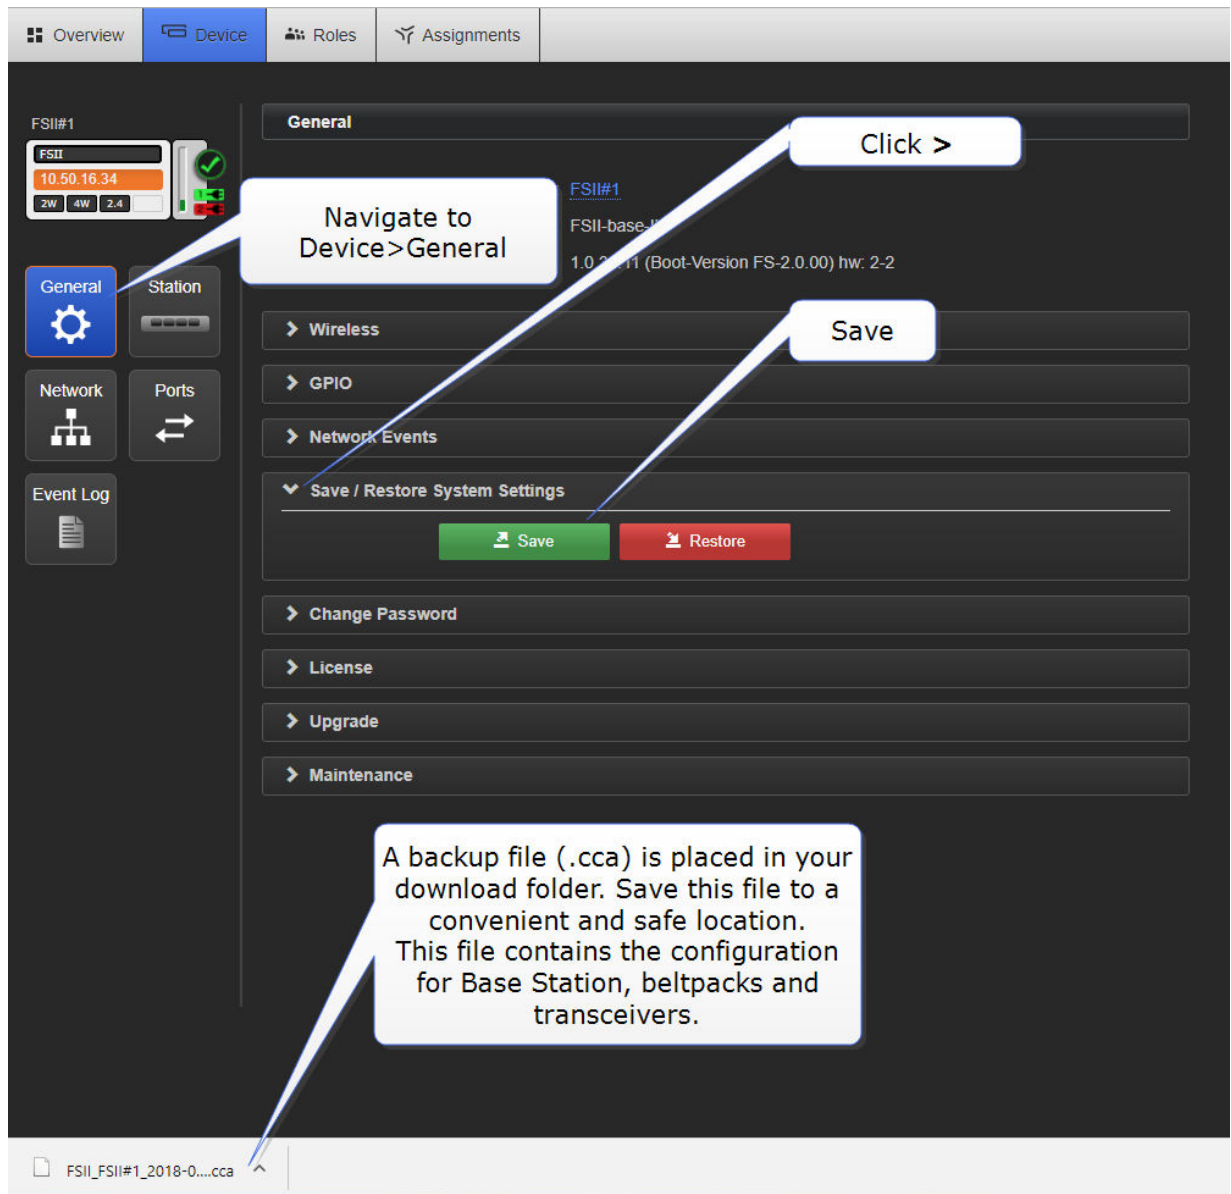 Overview Device Roles Assignments
FSII#1
FSII
10.50.16.34
2W 4W 2.4
1
2
General
Click >
Navigate to
Device>General
FSII#1
FSII-base-
(Boot-Version FS-2.0.00) hw: 2-2
General Station
Network Ports
Event Log
Wireless
Save
GPIO
Network Events
Save / Restore System Settings
Save Restore
Change Password
License
Upgrade
Maintenance
A backup file (.cca) is placed in your
download folder. Save this file to a
convenient and safe location.
This file contains the configuration
for Base Station, beltpacks and
transceivers.
FSII_FSII#1_2018-0....cca